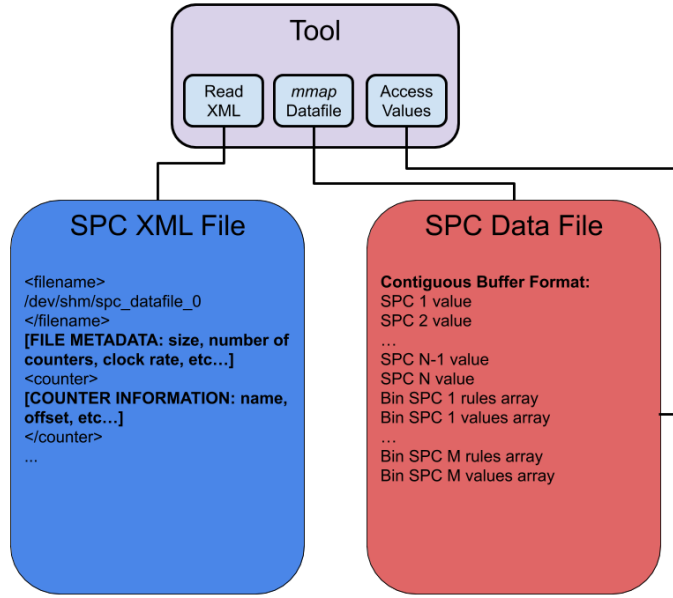 Tool
Read
XML
mmap
Datafile
Access
Values
SPC XML File
<filename>
/dev/shm/spc_datafile_0
</filename>
[FILE METADATA: size, number of
counters, clock rate, etc…]
<counter>
[COUNTER INFORMATION: name,
offset, etc…]
</counter>
...
SPC Data File
Contiguous Buffer Format:
SPC 1 value
SPC 2 value
…
SPC N-1 value
SPC N value
Bin SPC 1 rules array
Bin SPC 1 values array
…
Bin SPC M rules array
Bin SPC M values array